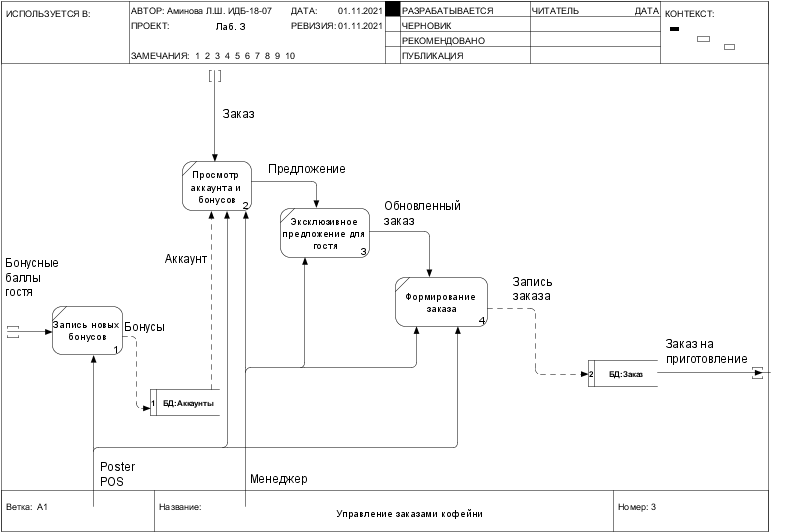 ИСПОЛЬЗУЕТСЯ В:
АВТОР: Аминова Л.Ш. ИДБ-18-07
ДАТА: 01.11.2021
РАЗРАБАТЫВАЕТСЯ
ЧИТАТЕЛЬ
ДАТА
КОНТЕКСТ:
ПРОЕКТ: Лаб. 3
РЕВИЗИЯ: 01.11.2021
ЧЕРНОВИК
РЕКОМЕНДОВАНО
ЗАМЕЧАНИЯ: 1 2 3 4 5 6 7 8 9 10
ПУБЛИКАЦИЯ
Заказ
Просмотр
аккаунта и
бонусов
2
Предложение
Эксклюзивное
предложение для
гостя
3
Обновленный
заказ
Аккаунт
Бонусные
баллы
гостя
Формирование
заказа
4
Запись
заказа
Запись новых
бонусов
1
Бонусы
Заказ на
приготовление
2 БД:Заказ
1 БД:Аккаунты
Poster
POS
Менеджер
Ветка: A1
Название:
Управление заказами кофейни
Номер: 3